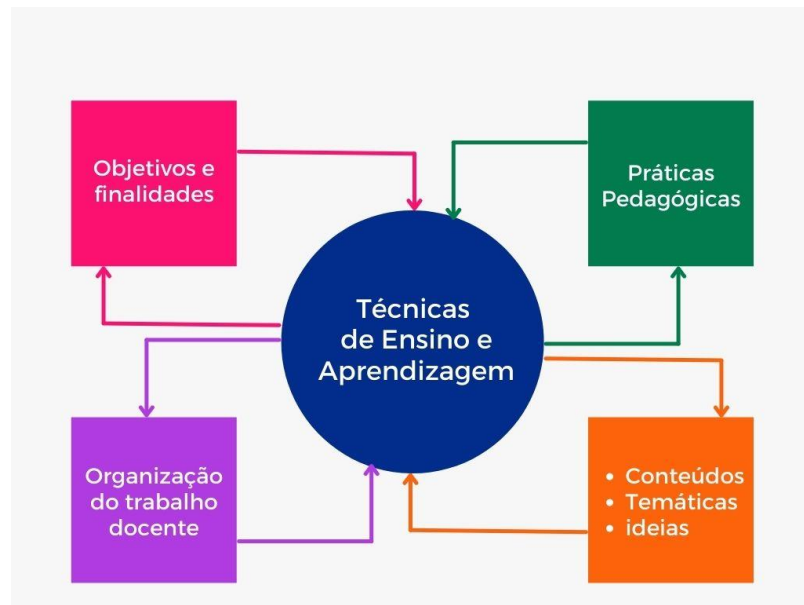 Objetivos e
finalidades
Práticas
Pedagógicas
Técnicas
de Ensino e
Aprendizagem
Organização
do trabalho
docente
• Conteúdos
• Temáticas
• ideias